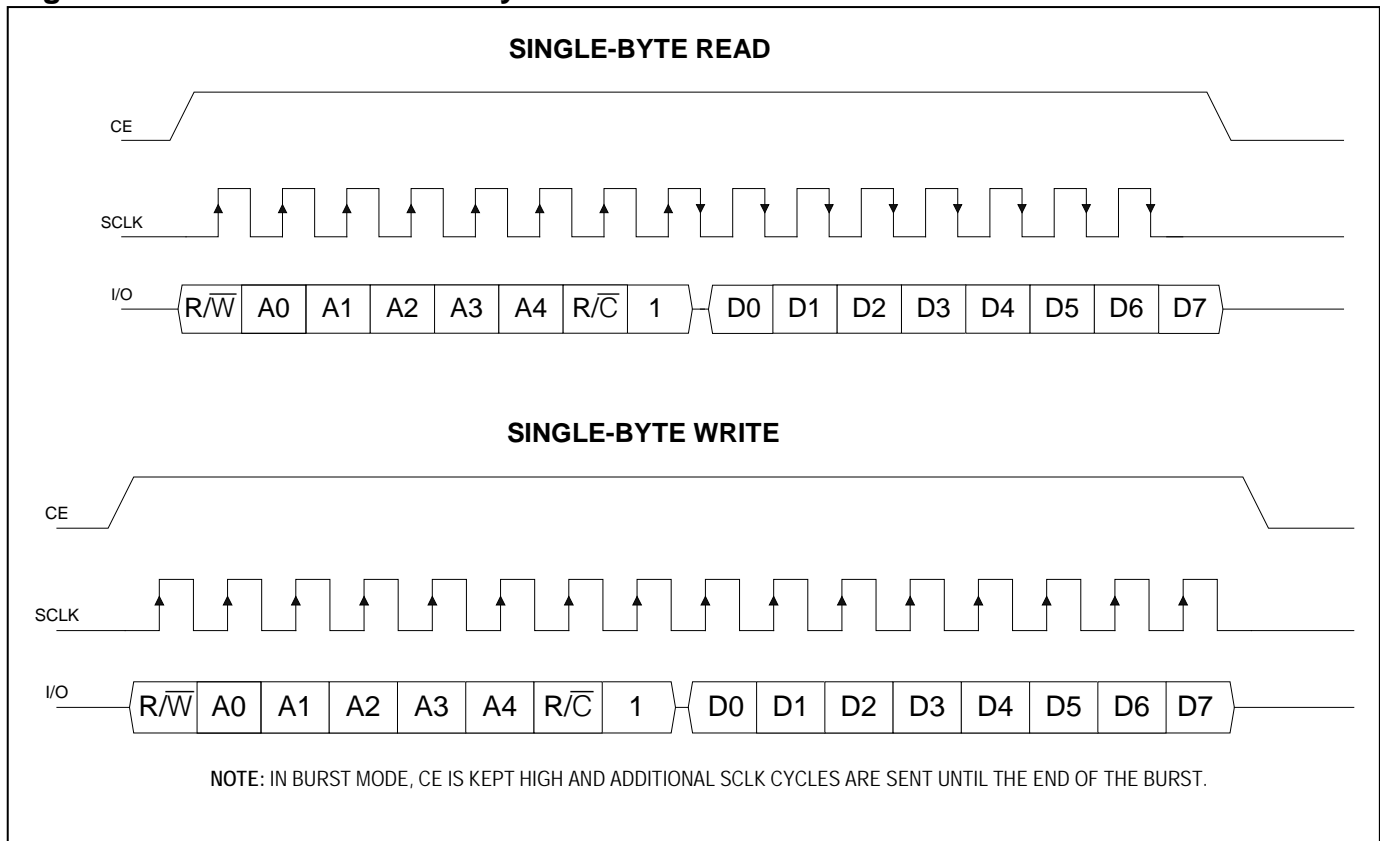 SINGLE-BYTE READ
CE
SCLK
I/O R/W̅ A0 A1 A2 A3 A4 R/C̅ 1 D0 D1 D2 D3 D4 D5 D6 D7
SINGLE-BYTE WRITE
CE
SCLK
I/O R/W̅ A0 A1 A2 A3 A4 R/C̅ 1 D0 D1 D2 D3 D4 D5 D6 D7
NOTE: IN BURST MODE, CE IS KEPT HIGH AND ADDITIONAL SCLK CYCLES ARE SENT UNTIL THE END OF THE BURST.